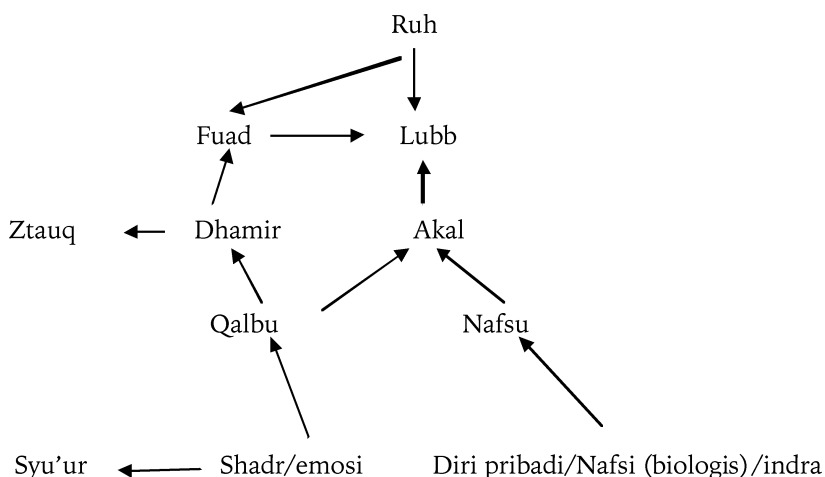 Ruh
Fuad Lubb
Ztauq Dhamir Akal
Qalbu Nafsu
Syu'ur Shadr/emosi Diri pribadi/Nafsi (biologis)/indra